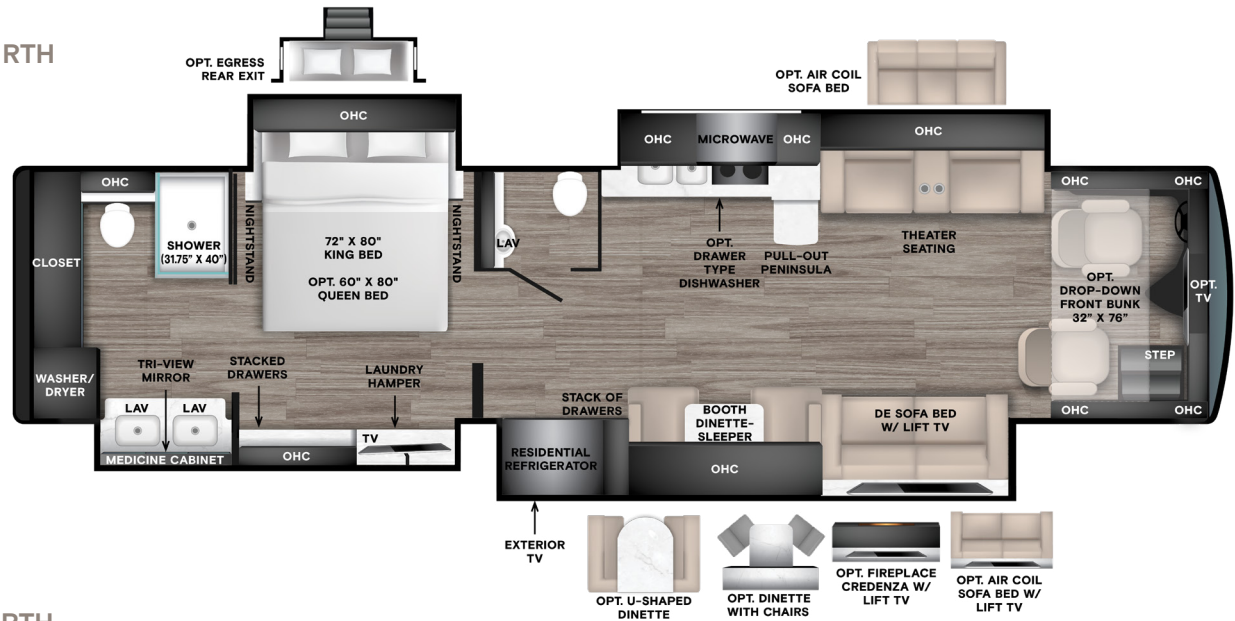 RTH
OPT. EGRESS
REAR EXIT
OPT. AIR COIL
SOFA BED
OHC
OHC
MICROWAVE
OHC
OHC
OHC
OHC
OHC
CLOSET
SHOWER
(31.75" X 40")
NIGHTSTAND
72" X 80"
KING BED
OPT. 60" X 80"
QUEEN BED
NIGHTSTAND
LAV
OPT.
DRAWER
TYPE
DISHWASHER
PULL-OUT
PENINSULA
THEATER
SEATING
OPT.
DROP-DOWN
FRONT BUNK
32" X 76"
OPT.
TV
STEP
WASHER/
DRYER
TRI-VIEW
MIRROR
STACKED
DRAWERS
LAUNDRY
HAMPER
LAV
LAV
MEDICINE CABINET
OHC
TV
STACK OF
DRAWERS
RESIDENTIAL
REFRIGERATOR
BOOTH
DINETTE-
SLEEPER
OHC
DE SOFA BED
W/ LIFT TV
OHC
OHC
EXTERIOR
TV
OPT. U-SHAPED
DINETTE
OPT. DINETTE
WITH CHAIRS
OPT. FIREPLACE
CREDENZA W/
LIFT TV
OPT. AIR COIL
SOFA BED W/
LIFT TV
RTH